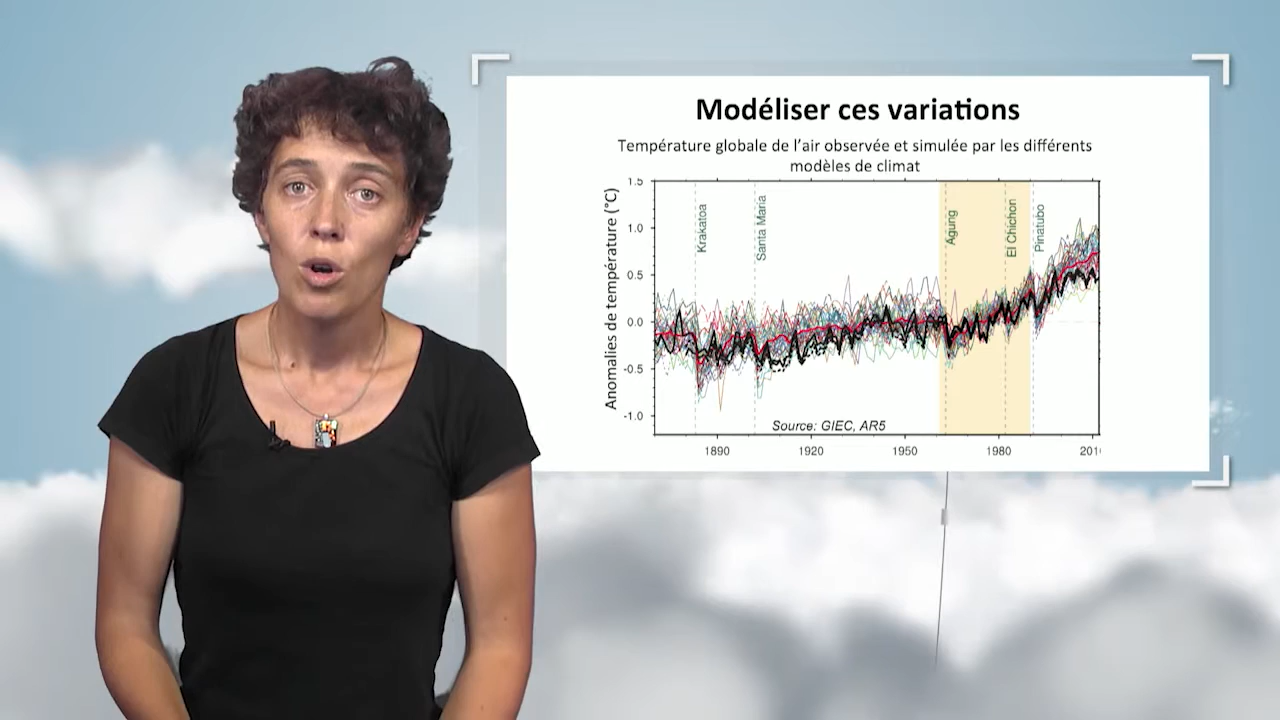 Modéliser ces variations
Température globale de l'air observée et simulée par les différents
modèles de climat
Anomalies de température (°C)
1.5
1.0
0.5
0.0
-0.5
-1.0
Krakatoa
Santa Maria
Agung
El Chichon
Pinatubo
Source: GIEC, AR5
1890
1920
1950
1980